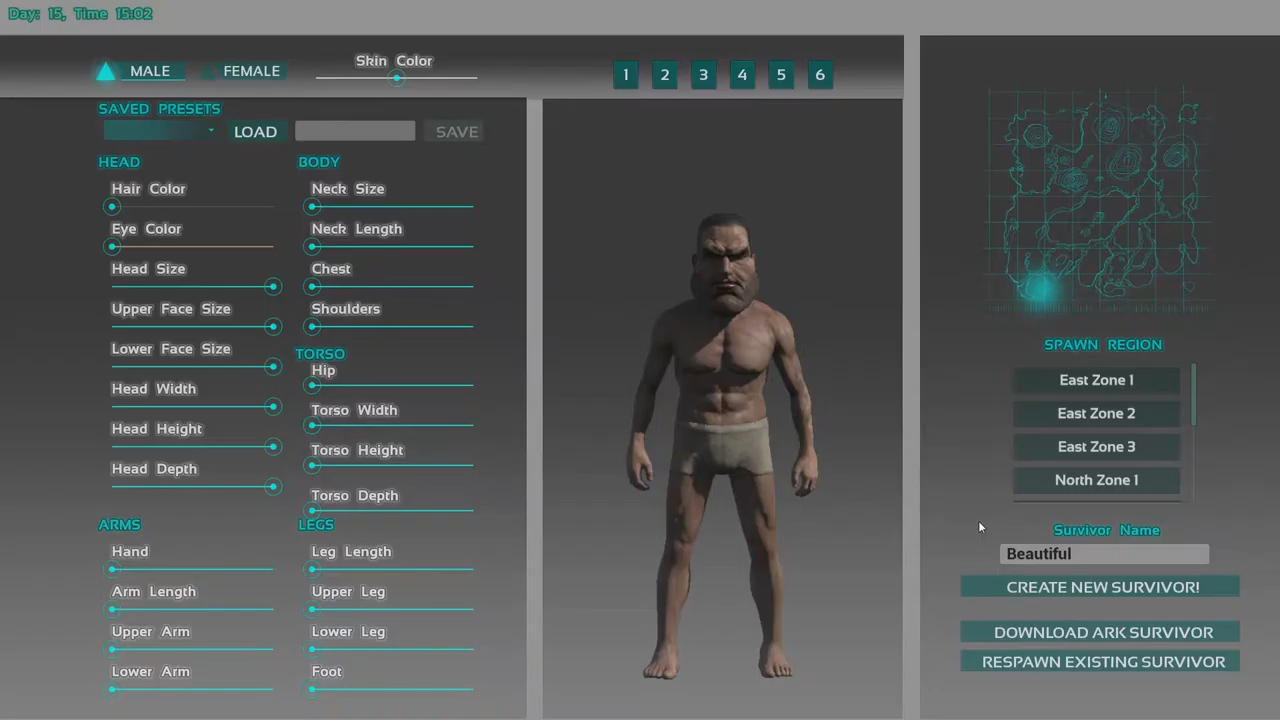 Day: 15, Time 15:02
MALE
FEMALE
Skin Color
1 2 3 4 5 6
SAVED PRESETS
LOAD
SAVE
HEAD
Hair Color
Eye Color
Head Size
Upper Face Size
Lower Face Size
Head Width
Head Height
Head Depth
BODY
Neck Size
Neck Length
Chest
Shoulders
TORSO
Hip
Torso Width
Torso Height
Torso Depth
ARMS
Hand
Arm Length
Upper Arm
Lower Arm
LEGS
Leg Length
Upper Leg
Lower Leg
Foot
SPAWN REGION
East Zone 1
East Zone 2
East Zone 3
North Zone 1
Survivor Name
Beautiful
CREATE NEW SURVIVOR!
DOWNLOAD ARK SURVIVOR
RESPAWN EXISTING SURVIVOR